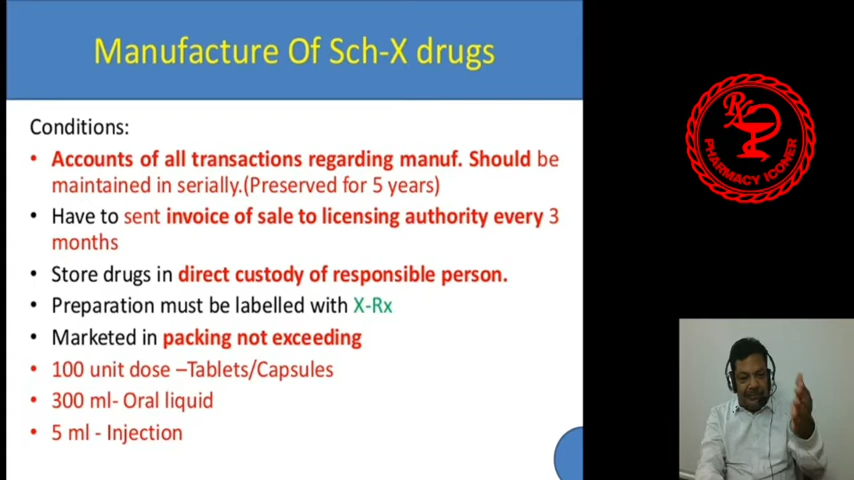 Manufacture Of Sch-X drugs
Conditions:
• Accounts of all transactions regarding manuf. Should be
maintained in serially.(Preserved for 5 years)
• Have to sent invoice of sale to licensing authority every 3
months
• Store drugs in direct custody of responsible person.
• Preparation must be labelled with X-Rx
• Marketed in packing not exceeding
• 100 unit dose –Tablets/Capsules
• 300 ml- Oral liquid
• 5 ml - Injection
Rx
PHARMACY ICONER